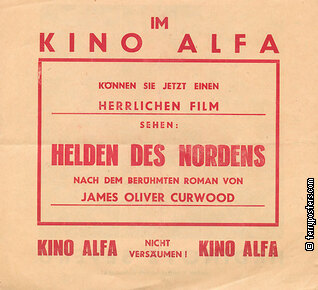 IM
KINO ALFA
KÖNNEN SIE JETZT EINEN
HERRLICHEN FILM
SEHEN:
HELDEN DES NORDENS
NACH DEM BERÜHMTEN ROMAN VON
JAMES OLIVER CURWOOD
KINO ALFA NICHT VERSÄUMEN! KINO ALFA
© terryposters.com